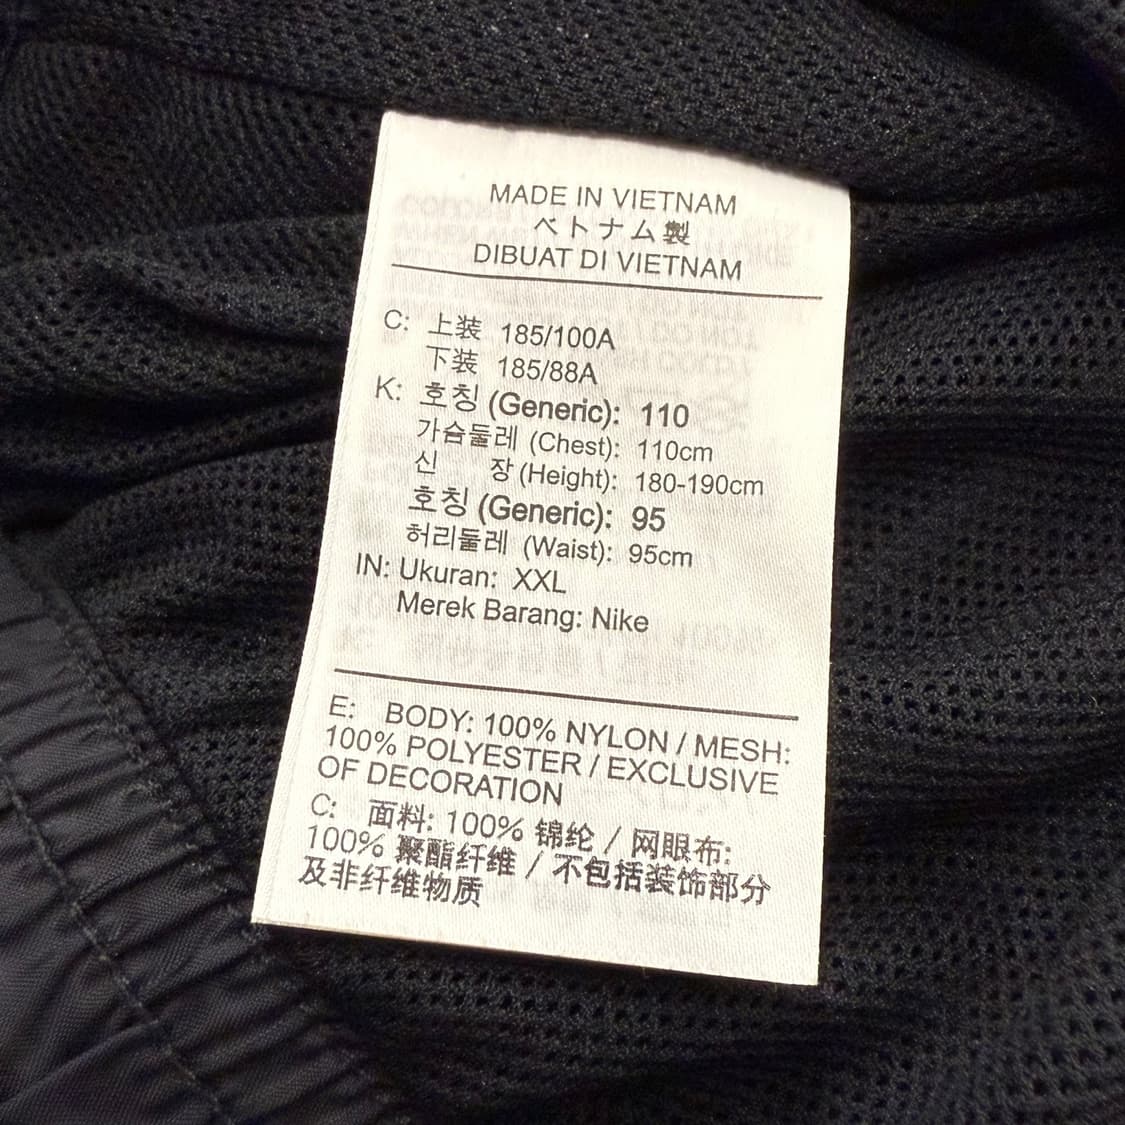 MADE IN VIETNAM
ベトナム製
DIBUAT DI VIETNAM
C: 上装 185/100A
下装 185/88A
K: 호칭 (Generic): 110
가슴둘레 (Chest): 110cm
신 장 (Height): 180-190cm
호칭 (Generic): 95
허리둘레 (Waist): 95cm
IN: Ukuran: XXL
Merek Barang: Nike
E: BODY: 100% NYLON / MESH:
100% POLYESTER / EXCLUSIVE
OF DECORATION
C: 面料: 100% 锦纶 / 网眼布:
100% 聚酯纤维 / 不包括装饰部分
及非纤维物质